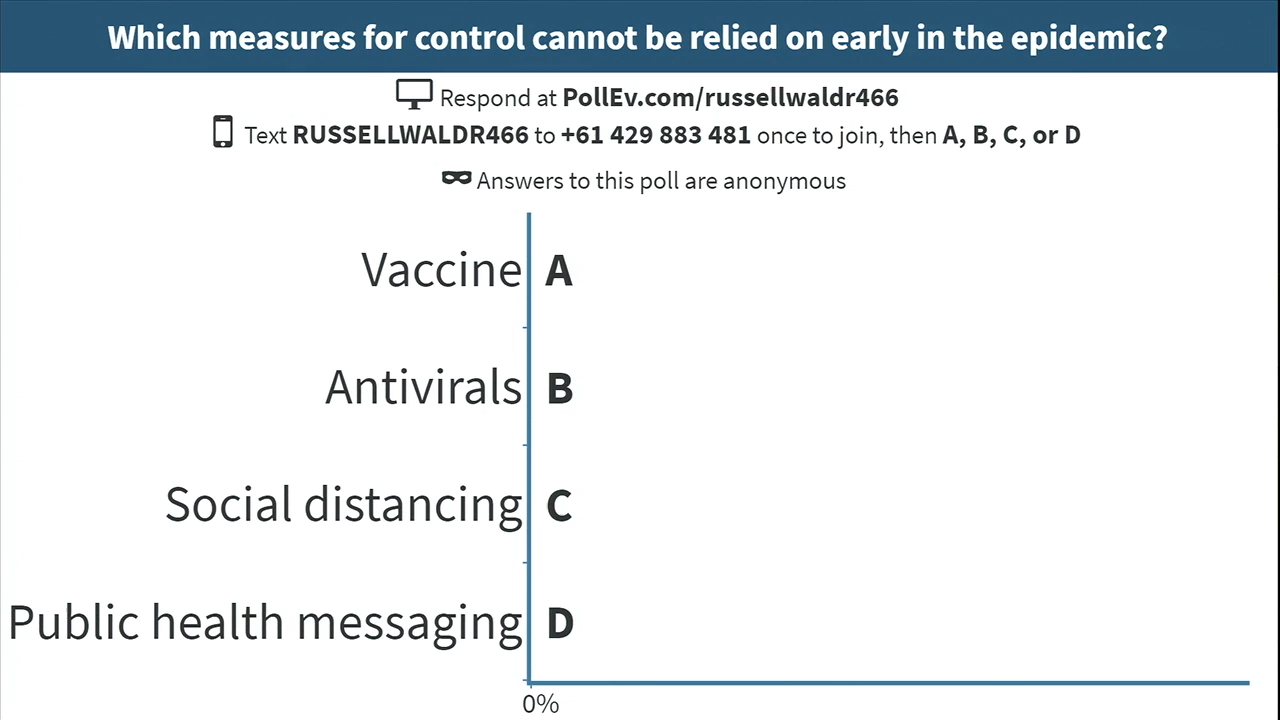 Which measures for control cannot be relied on early in the epidemic?
Respond at PollEv.com/russellwaldr466
Text RUSSELLWALDR466 to +61 429 883 481 once to join, then A, B, C, or D
Answers to this poll are anonymous
Vaccine A
Antivirals B
Social distancing C
Public health messaging D
0%